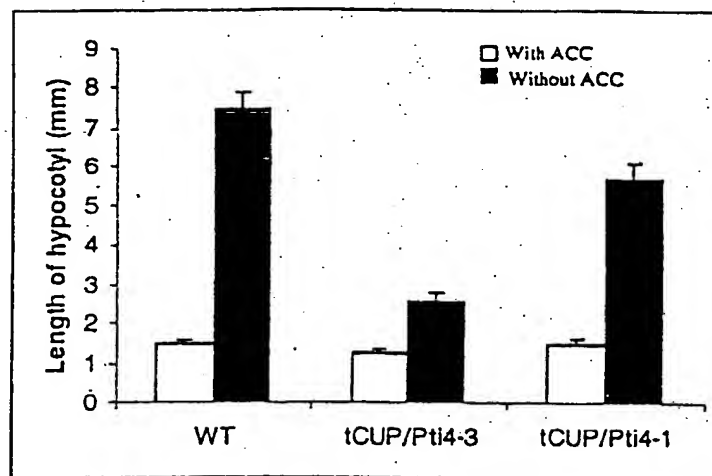 With ACC
Without ACC
Length of hypocotyl (mm)
9
8
7
6
5
4
3
2
1
0
WT
tCUP/Pti4-3
tCUP/Pti4-1